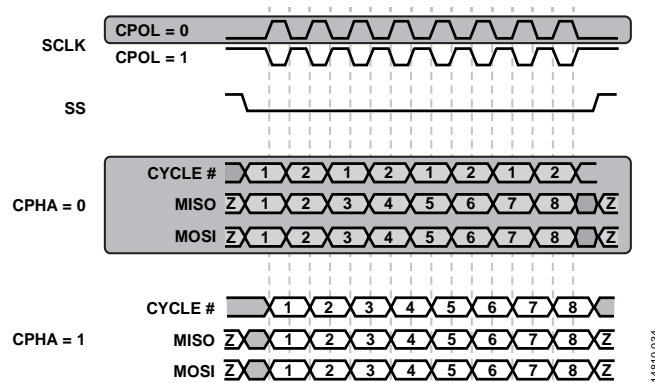 SCLK
CPOL = 0
CPOL = 1
SS
CPHA = 0
CYCLE # 1 2 1 2 1 2 1 2
MISO Z 1 2 3 4 5 6 7 8 Z
MOSI Z 1 2 3 4 5 6 7 8 Z
CPHA = 1
CYCLE # 1 2 3 4 5 6 7 8
MISO Z 1 2 3 4 5 6 7 8 Z
MOSI Z 1 2 3 4 5 6 7 8 Z
14810-024